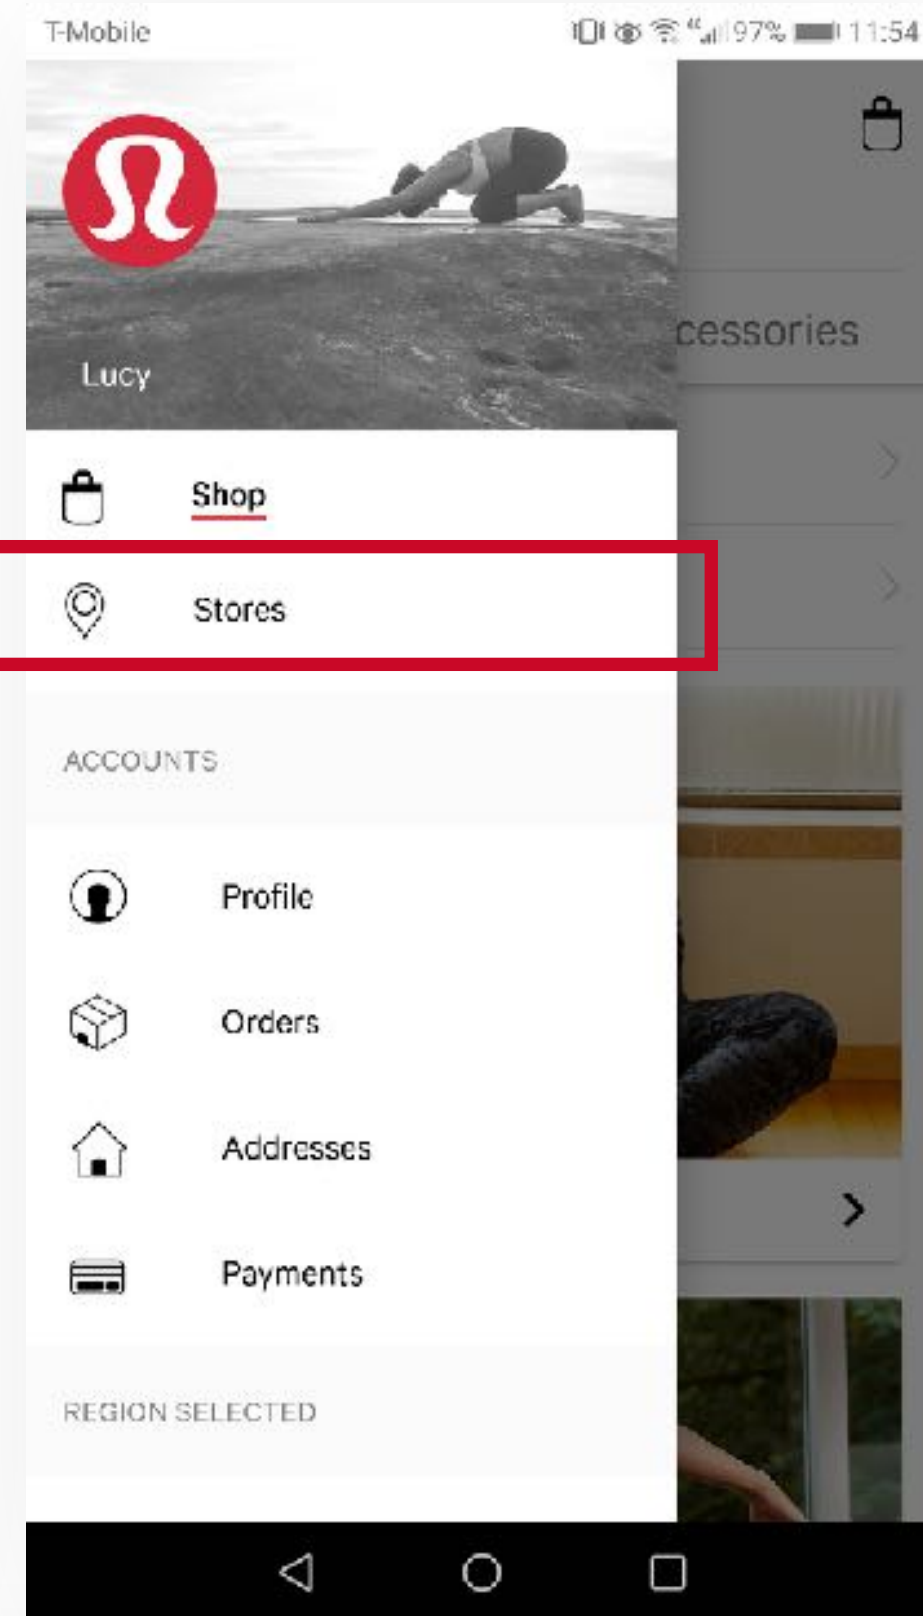 T-Mobile 97% 11:54
cessories
Lucy
Shop
Stores
ACCOUNTS
Profile
Orders
Addresses
Payments
REGION SELECTED